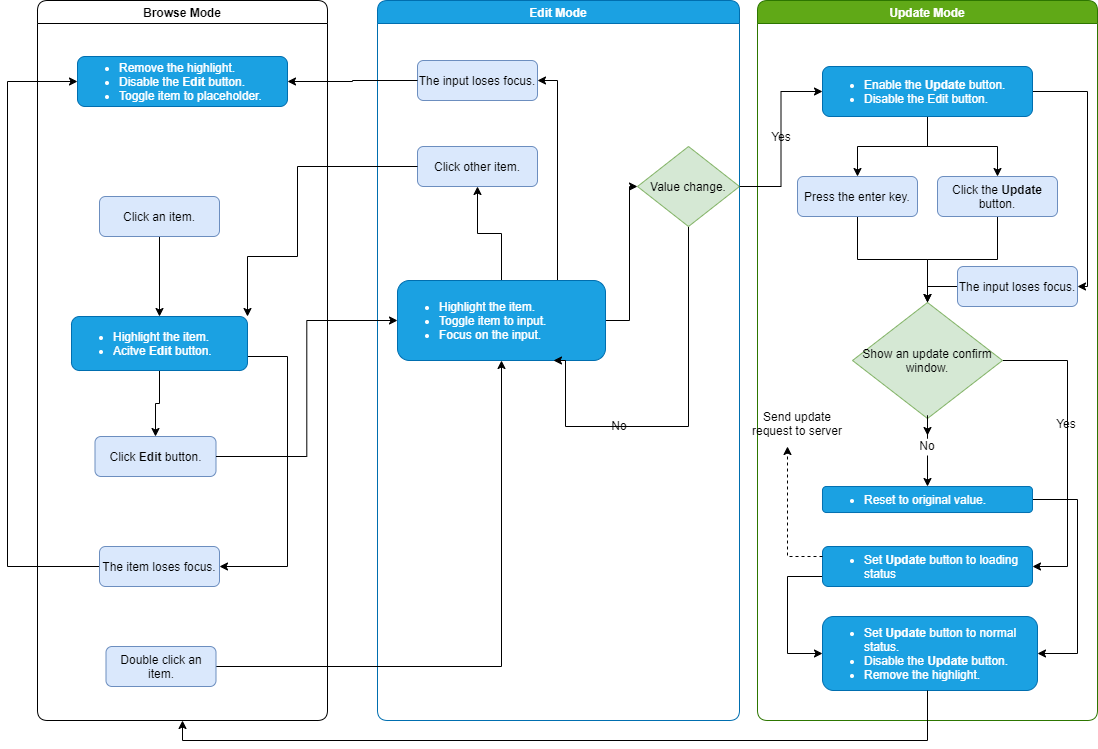 Browse Mode
Remove the highlight.
Disable the Edit button.
Toggle item to placeholder.
Click an item.
Highlight the item.
Acitve Edit button.
Click Edit button.
The item loses focus.
Double click an
item.
Edit Mode
The input loses focus.
Click other item.
Value change.
Highlight the item.
Toggle item to input.
Focus on the input.
No
Yes
Update Mode
Enable the Update button.
Disable the Edit button.
Press the enter key.
Click the Update
button.
The input loses focus.
Show an update confirm
window.
Send update
request to server
Yes
No
Reset to original value.
Set Update button to loading
status
Set Update button to normal
status.
Disable the Update button.
Remove the highlight.